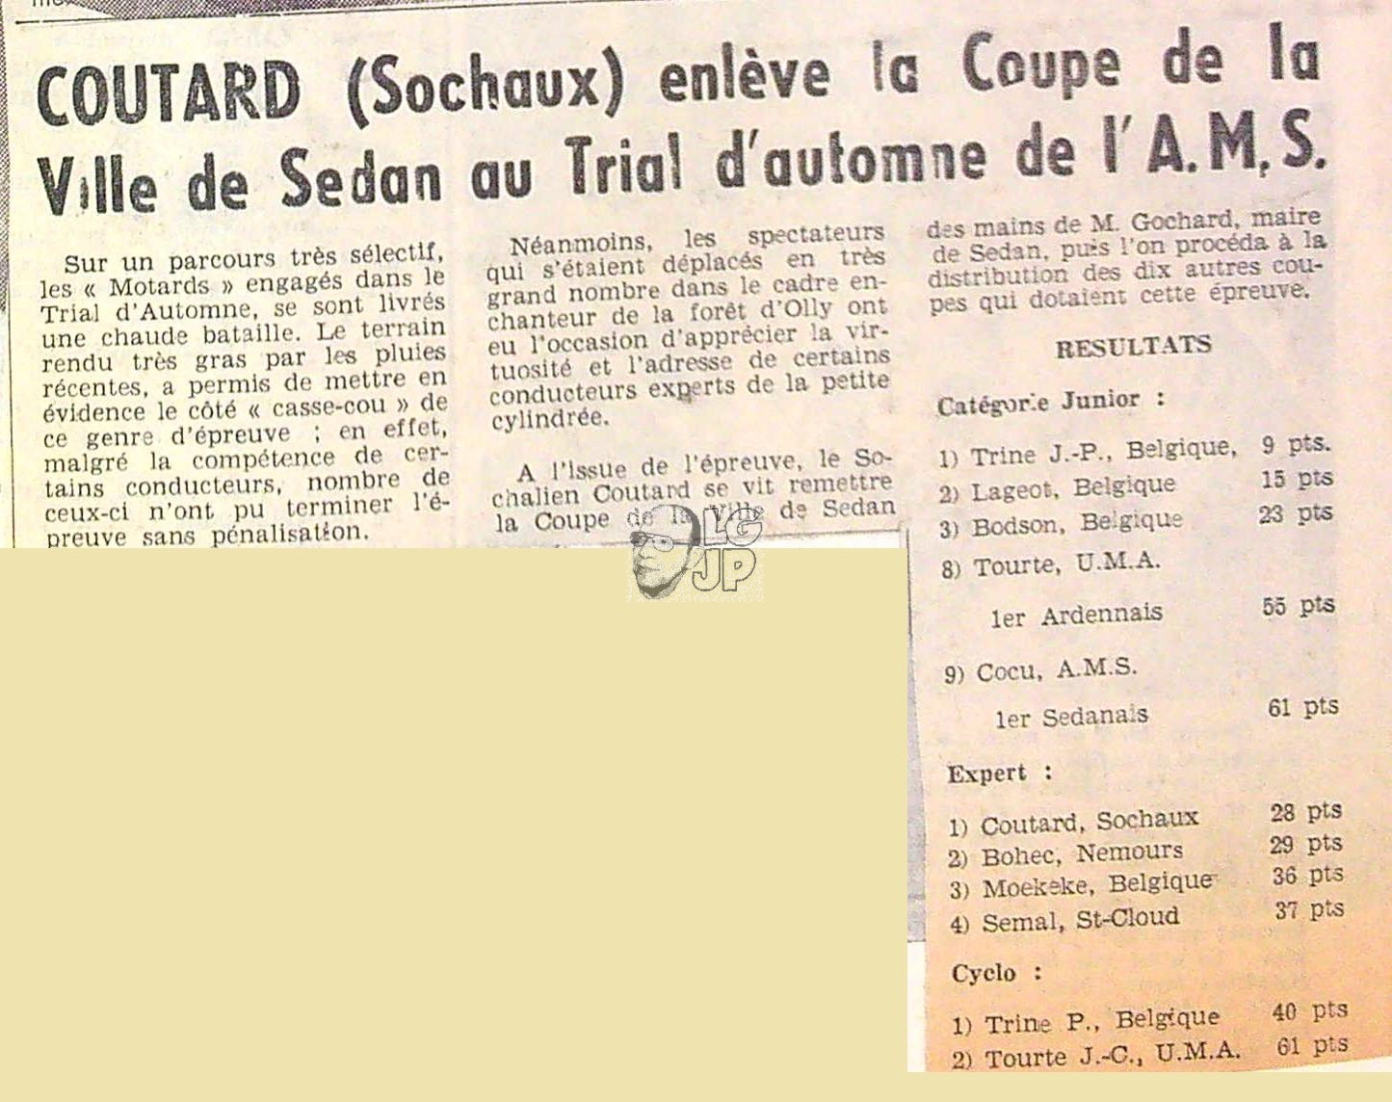 COUTARD (Sochaux) enlève la Coupe de la
Ville de Sedan au Trial d'automne de l'A.M.S.
Sur un parcours très sélectif,
les « Motards » engagés dans le
Trial d'Automne, se sont livrés
une chaude bataille. Le terrain
rendu très gras par les pluies
récentes, a permis de mettre en
évidence le côté « casse-cou » de
ce genre d'épreuve ; en effet,
malgré la compétence de cer-
tains conducteurs, nombre de
ceux-ci n'ont pu terminer l'é-
preuve sans pénalisation.
Néanmoins, les spectateurs
qui s'étaient déplacés en très
grand nombre dans le cadre en-
chanteur de la forêt d'Olly ont
eu l'occasion d'apprécier la vir-
tuosité et l'adresse de certains
conducteurs experts de la petite
cylindrée.
A l'issue de l'épreuve, le So-
chalien Coutard se vit remettre
la Coupe de la Ville de Sedan
LG
JP
des mains de M. Gochard, maire
de Sedan, puis l'on procéda à la
distribution des dix autres cou-
pes qui dotaient cette épreuve.
RESULTATS
Catégorie Junior :
1) Trine J.-P., Belgique, 9 pts.
2) Lageot, Belgique 15 pts
3) Bodson, Belgique 23 pts
8) Tourte, U.M.A.
1er Ardennais 55 pts
9) Cocu, A.M.S.
1er Sedanais 61 pts
Expert :
1) Coutard, Sochaux 28 pts
2) Bohec, Nemours 29 pts
3) Moekeke, Belgique 36 pts
4) Semal, St-Cloud 37 pts
Cyclo :
1) Trine P., Belgique 40 pts
2) Tourte J.-C., U.M.A. 61 pts